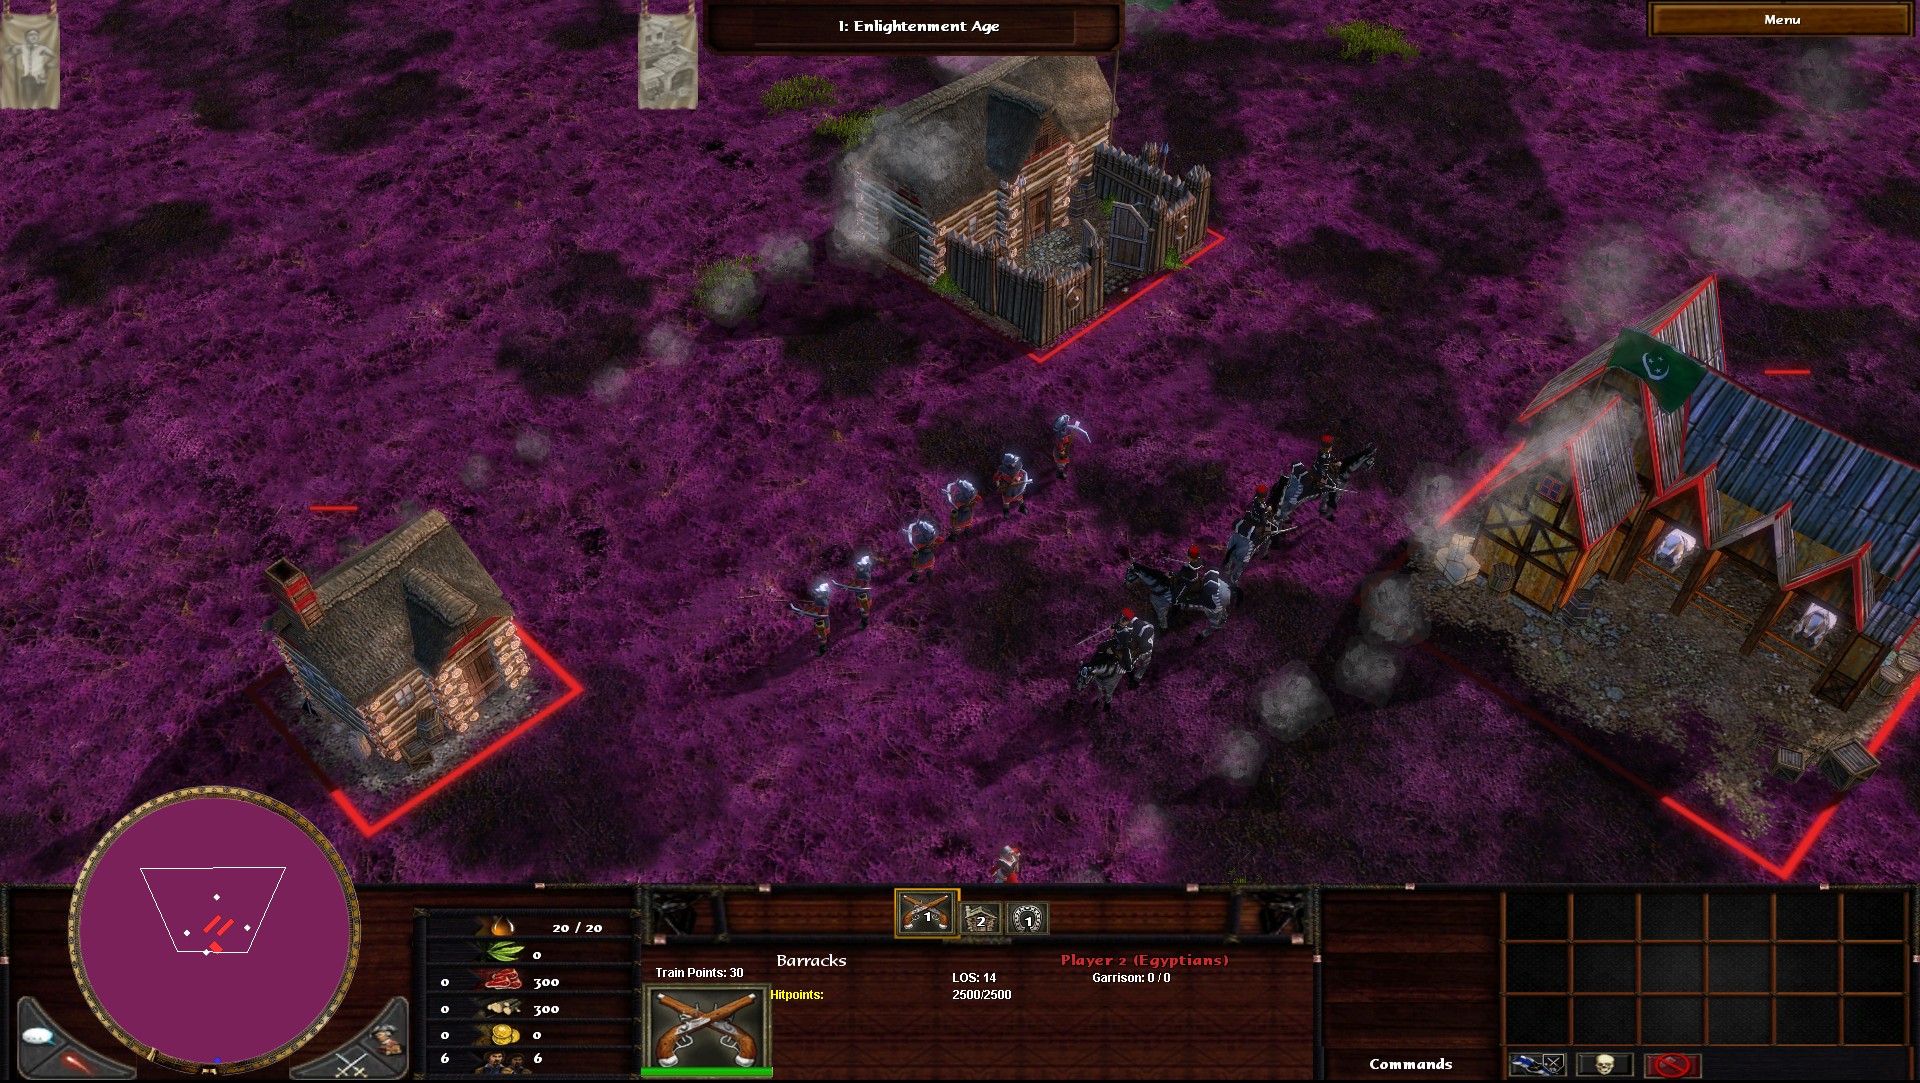 1: Enlightenment Age
Menu
20 / 20
0
0 300
0 300
0 0
6 6
1 2 1
Barracks
Player 2 (Egyptians)
Train Points: 30
LOS: 14
Garrison: 0 / 0
Hitpoints:
2500/2500
Commands